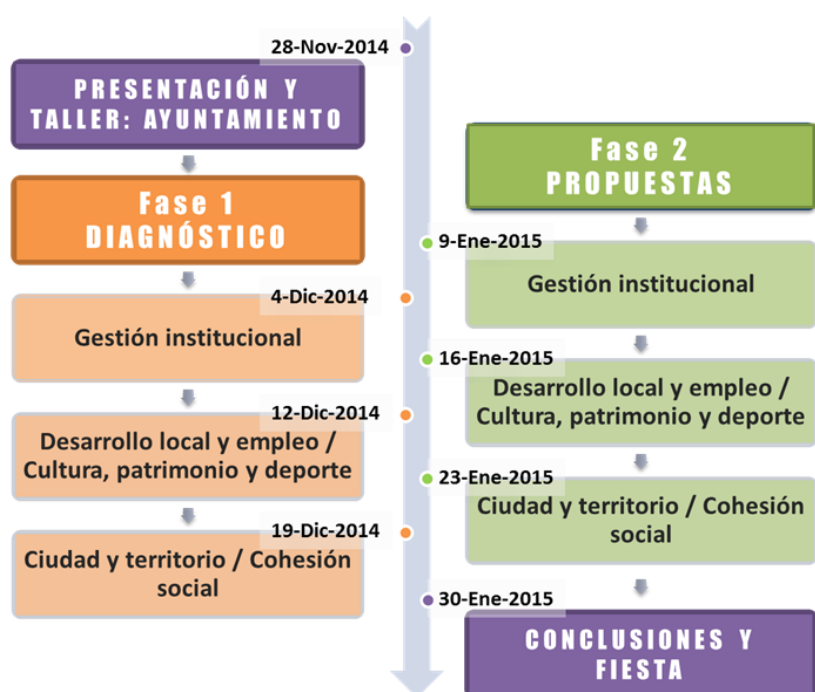 28-Nov-2014
PRESENTACIÓN Y
TALLER: AYUNTAMIENTO
Fase 1
DIAGNÓSTICO
4-Dic-2014
Gestión institucional
12-Dic-2014
Desarrollo local y empleo /
Cultura, patrimonio y deporte
19-Dic-2014
Ciudad y territorio / Cohesión
social
Fase 2
PROPUESTAS
9-Ene-2015
Gestión institucional
16-Ene-2015
Desarrollo local y empleo /
Cultura, patrimonio y deporte
23-Ene-2015
Ciudad y territorio / Cohesión
social
30-Ene-2015
CONCLUSIONES Y
FIESTA